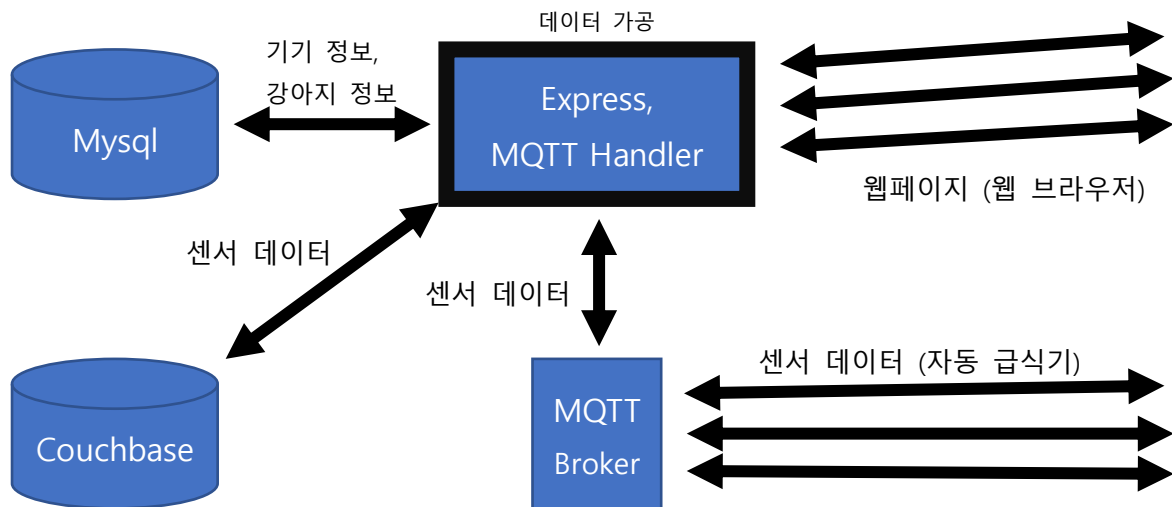 데이터 가공
기기 정보,
강아지 정보
Mysql
Express,
MQTT Handler
웹페이지 (웹 브라우저)
센서 데이터
센서 데이터
센서 데이터 (자동 급식기)
Couchbase
MQTT
Broker